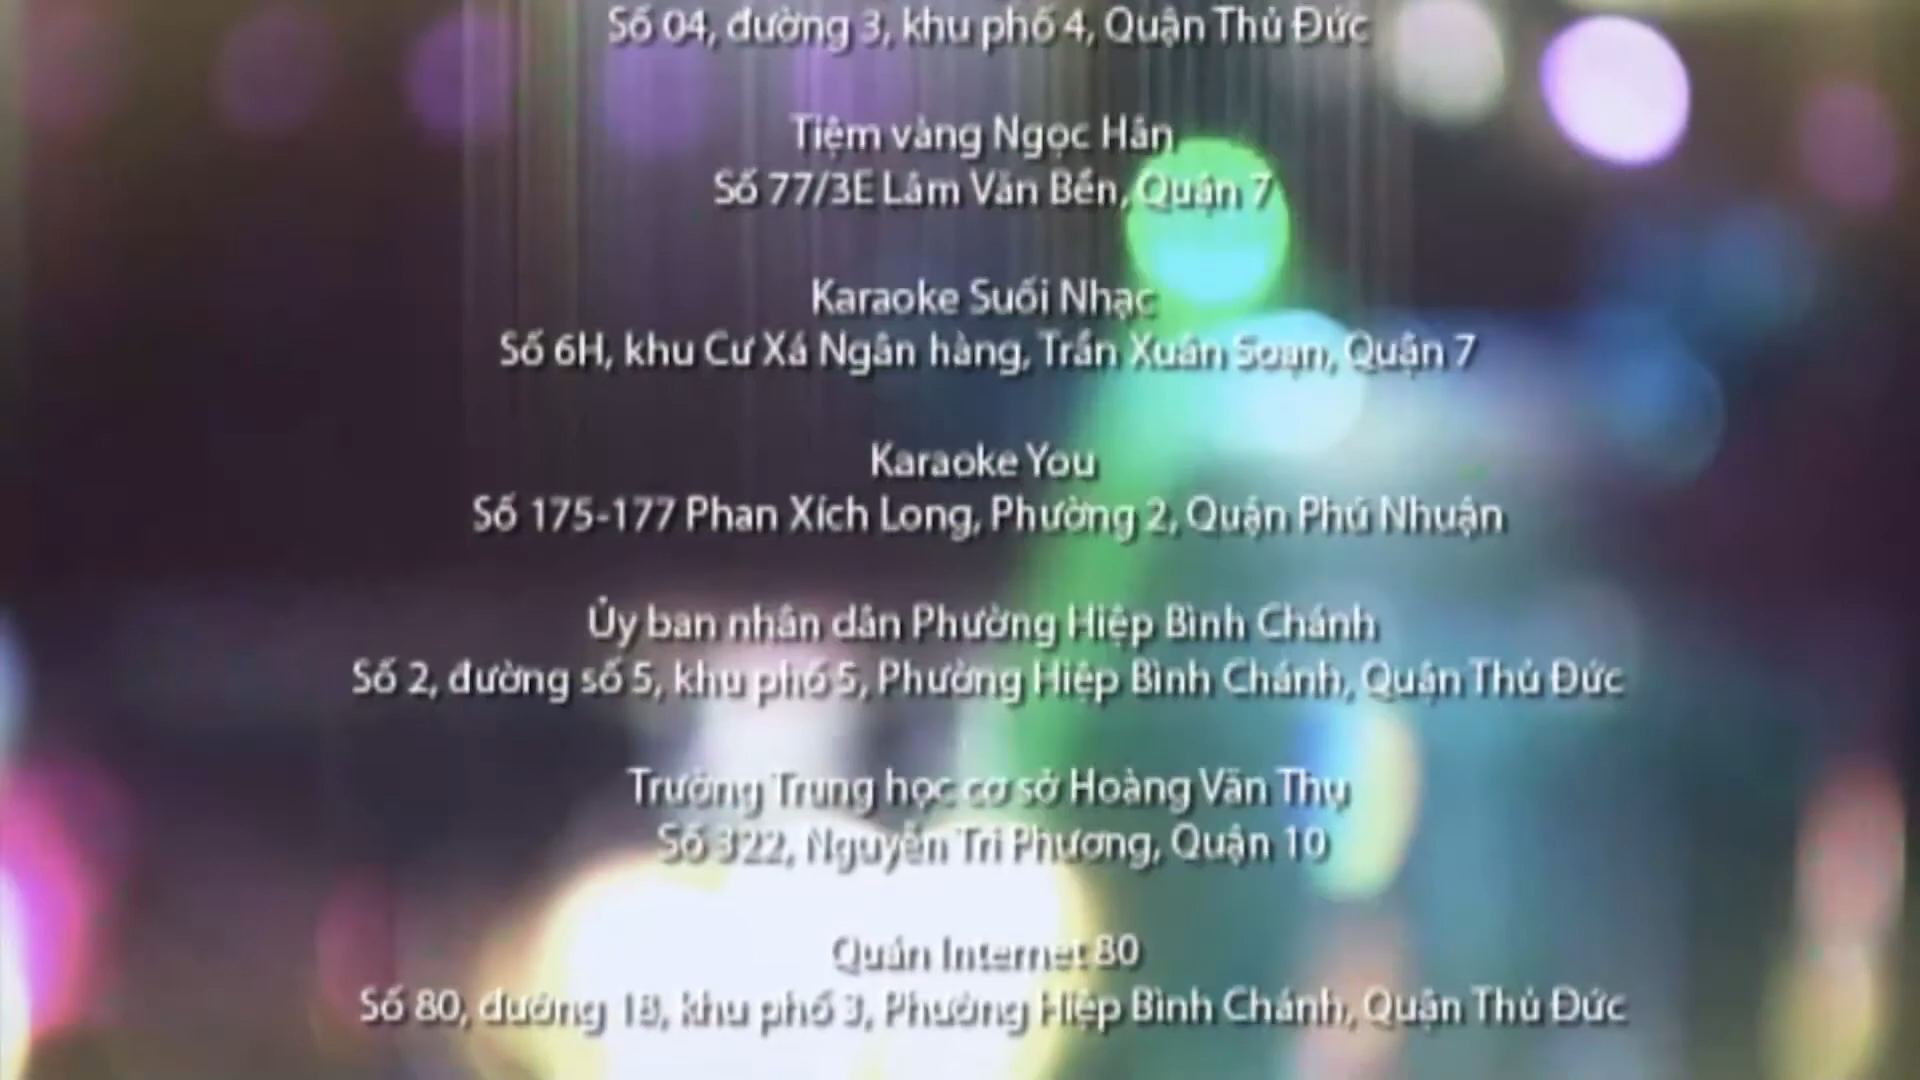 Số 04, đường 3, khu phố 4, Quận Thủ Đức
Tiệm vàng Ngọc Hân
Số 77/3E Lâm Văn Bền, Quận 7
Karaoke Suối Nhạc
Số 6H, khu Cư Xá Ngân hàng, Trần Xuân Soạn, Quận 7
Karaoke You
Số 175-177 Phan Xích Long, Phường 2, Quận Phú Nhuận
Ủy ban nhân dân Phường Hiệp Bình Chánh
Số 2, đường số 5, khu phố 5, Phường Hiệp Bình Chánh, Quận Thủ Đức
Trường Trung học cơ sở Hoàng Văn Thụ
Số 322, Nguyễn Tri Phương, Quận 10
Quán Internet 80
Số 80, đường 18, khu phố 3, Phường Hiệp Bình Chánh, Quận Thủ Đức